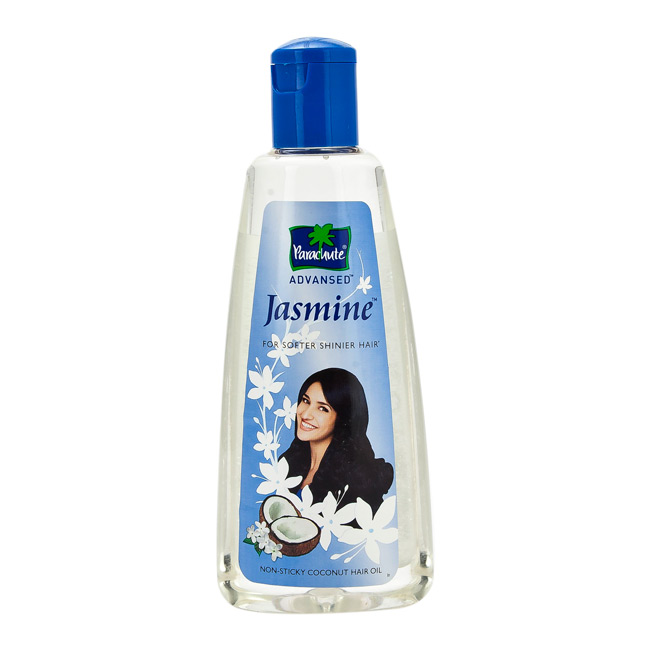 Parachute®
ADVANSED™
Jasmine™
FOR SOFTER SHINIER HAIR*
NON-STICKY COCONUT HAIR OIL